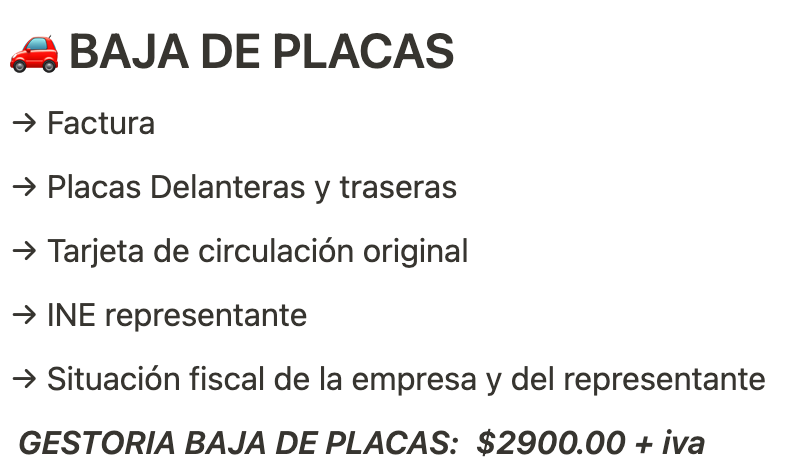 🚗 BAJA DE PLACAS
→ Factura
→ Placas Delanteras y traseras
→ Tarjeta de circulación original
→ INE representante
→ Situación fiscal de la empresa y del representante
GESTORIA BAJA DE PLACAS: $2900.00 + iva